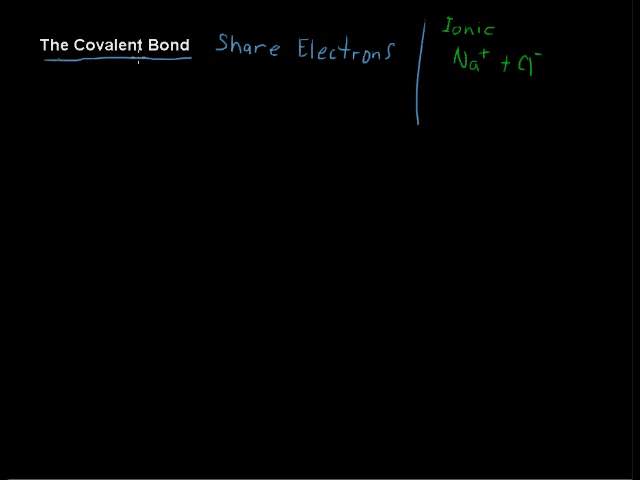 The Covalent Bond Share Electrons
Ionic
Na⁺ + Cl⁻